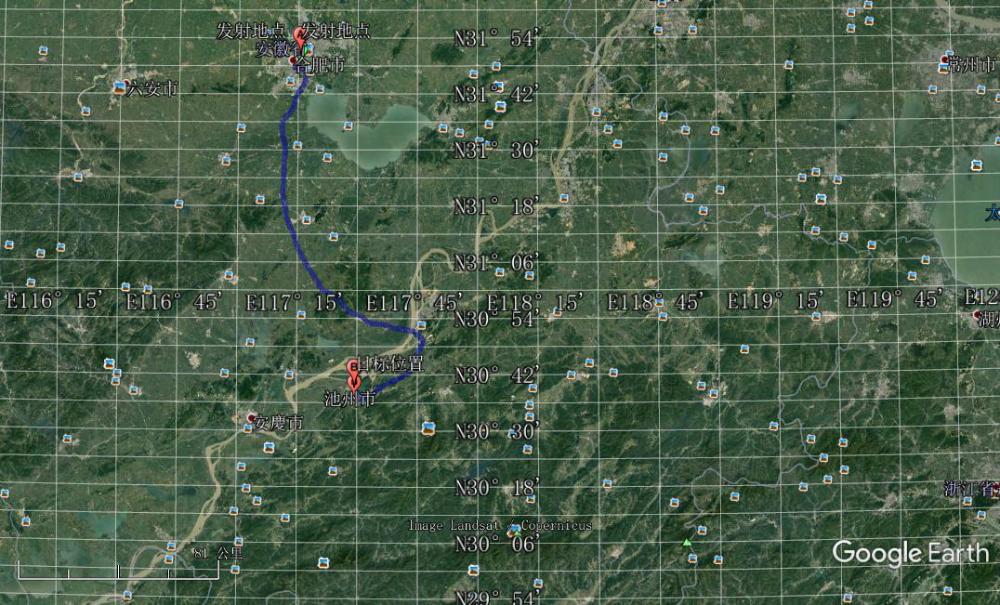 发射地点 发射地点
N31° 54'
安徽省
合肥市
常州市
六安市
N31° 42'
N31° 30'
N31° 18'
太
N31° 06'
E116° 15' E116° 45' E117° 15' E117° 45' E118° 15' E118° 45' E119° 15' E119° 45' E12
N30° 54'
湖州
目标位置
N30° 42'
池州市
安慶市
N30° 30'
N30° 18'
浙江省
Image Landsat / Copernicus
N30° 06'
81 公里
Google Earth
N29° 54'